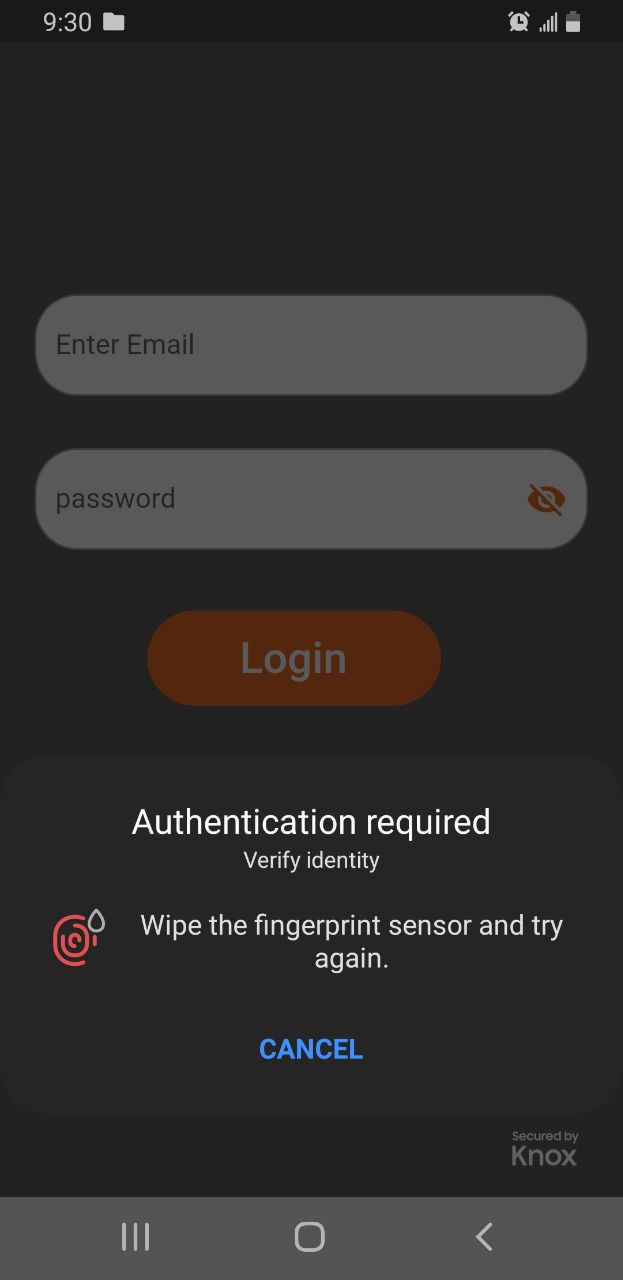 9:30
Enter Email
password
Login
Authentication required
Verify identity
Wipe the fingerprint sensor and try
again.
CANCEL
Secured by
Knox